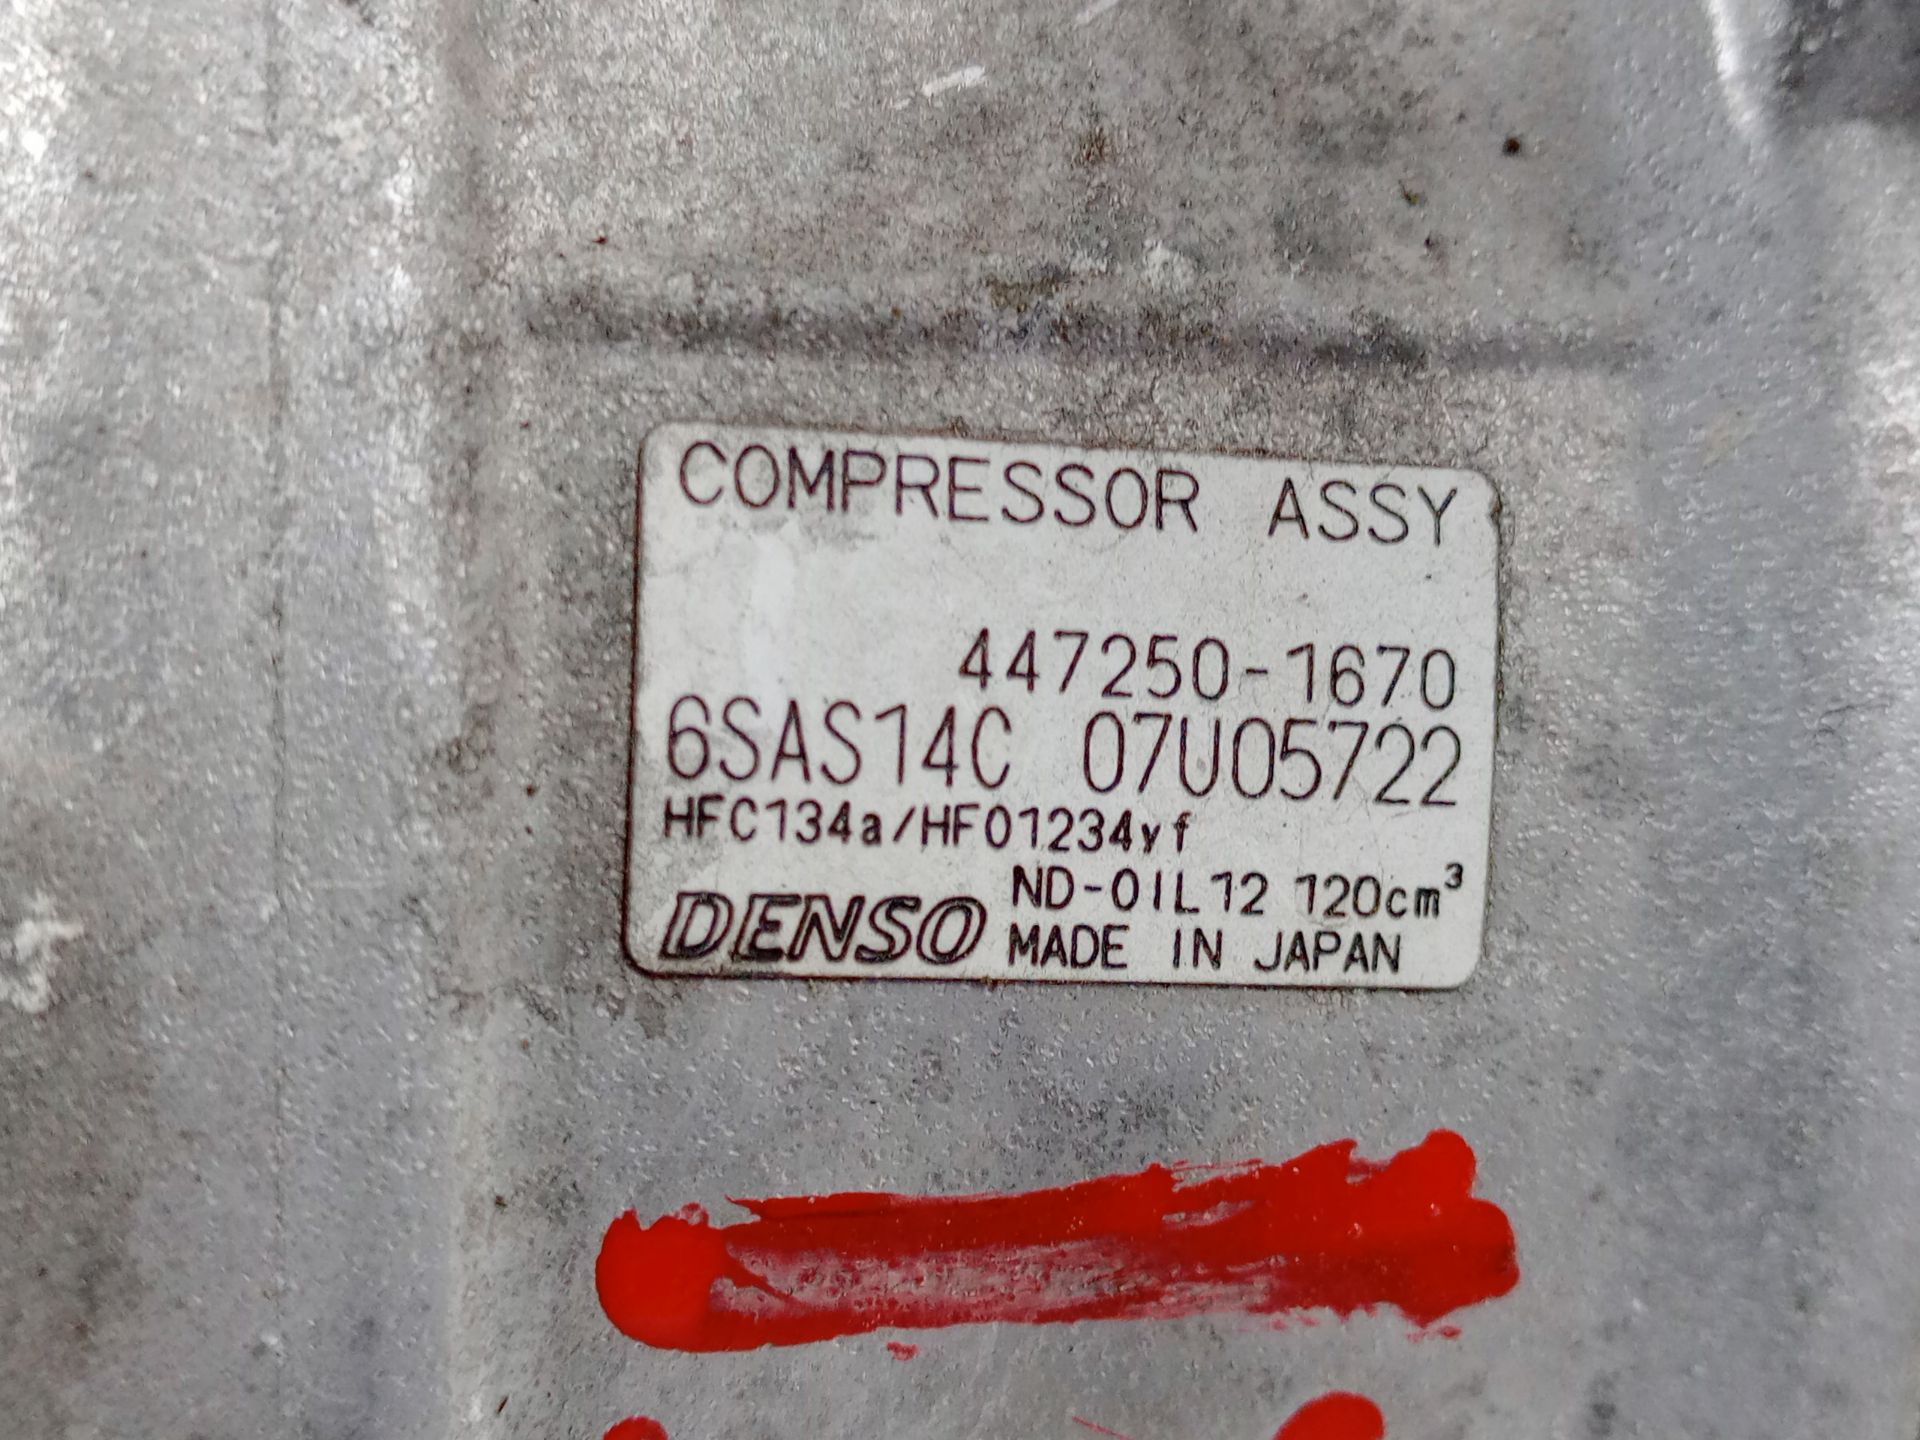 COMPRESSOR ASSY
447250-1670
6SAS14C 07U05722
HFC134a/HFO1234yf
ND-OIL12 120cm³
DENSO MADE IN JAPAN